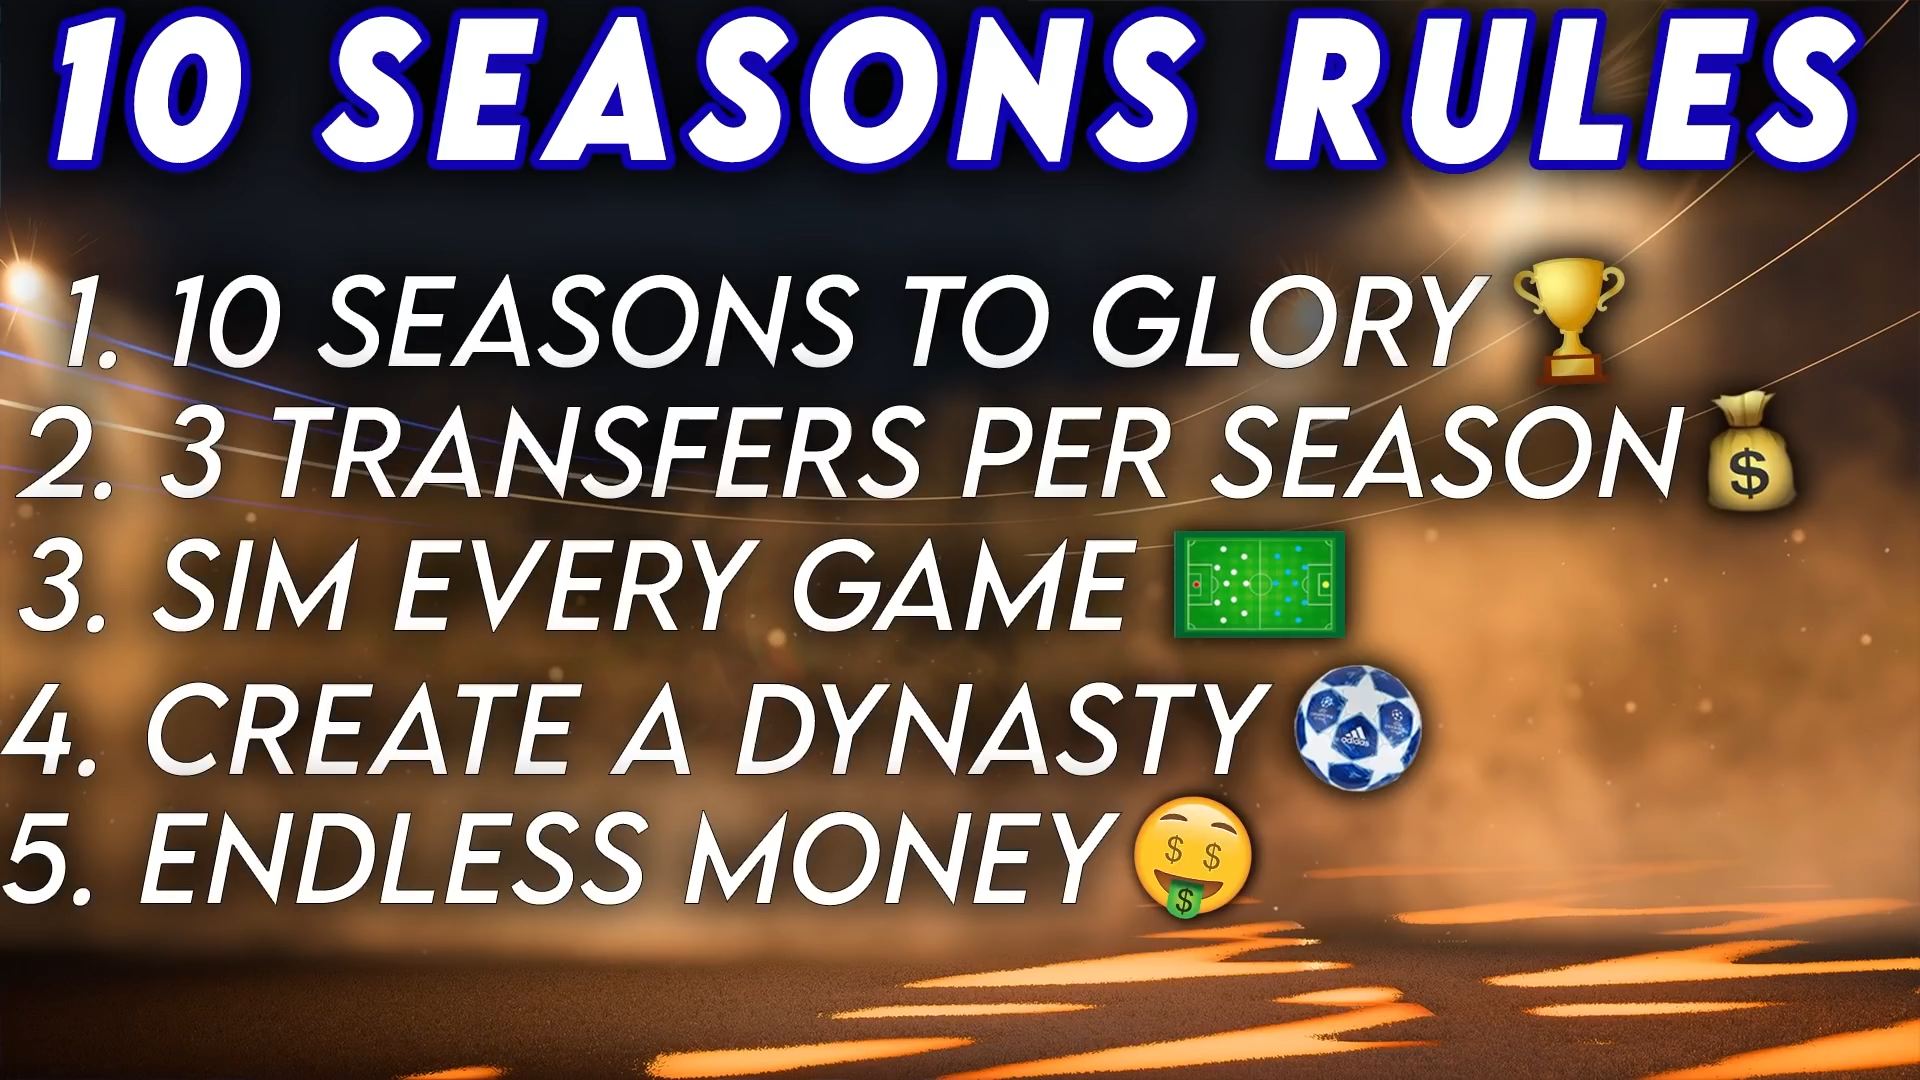 10 SEASONS RULES
1. 10 SEASONS TO GLORY 🏆
2. 3 TRANSFERS PER SEASON 💰
3. SIM EVERY GAME
4. CREATE A DYNASTY
adidas
5. ENDLESS MONEY 🤑